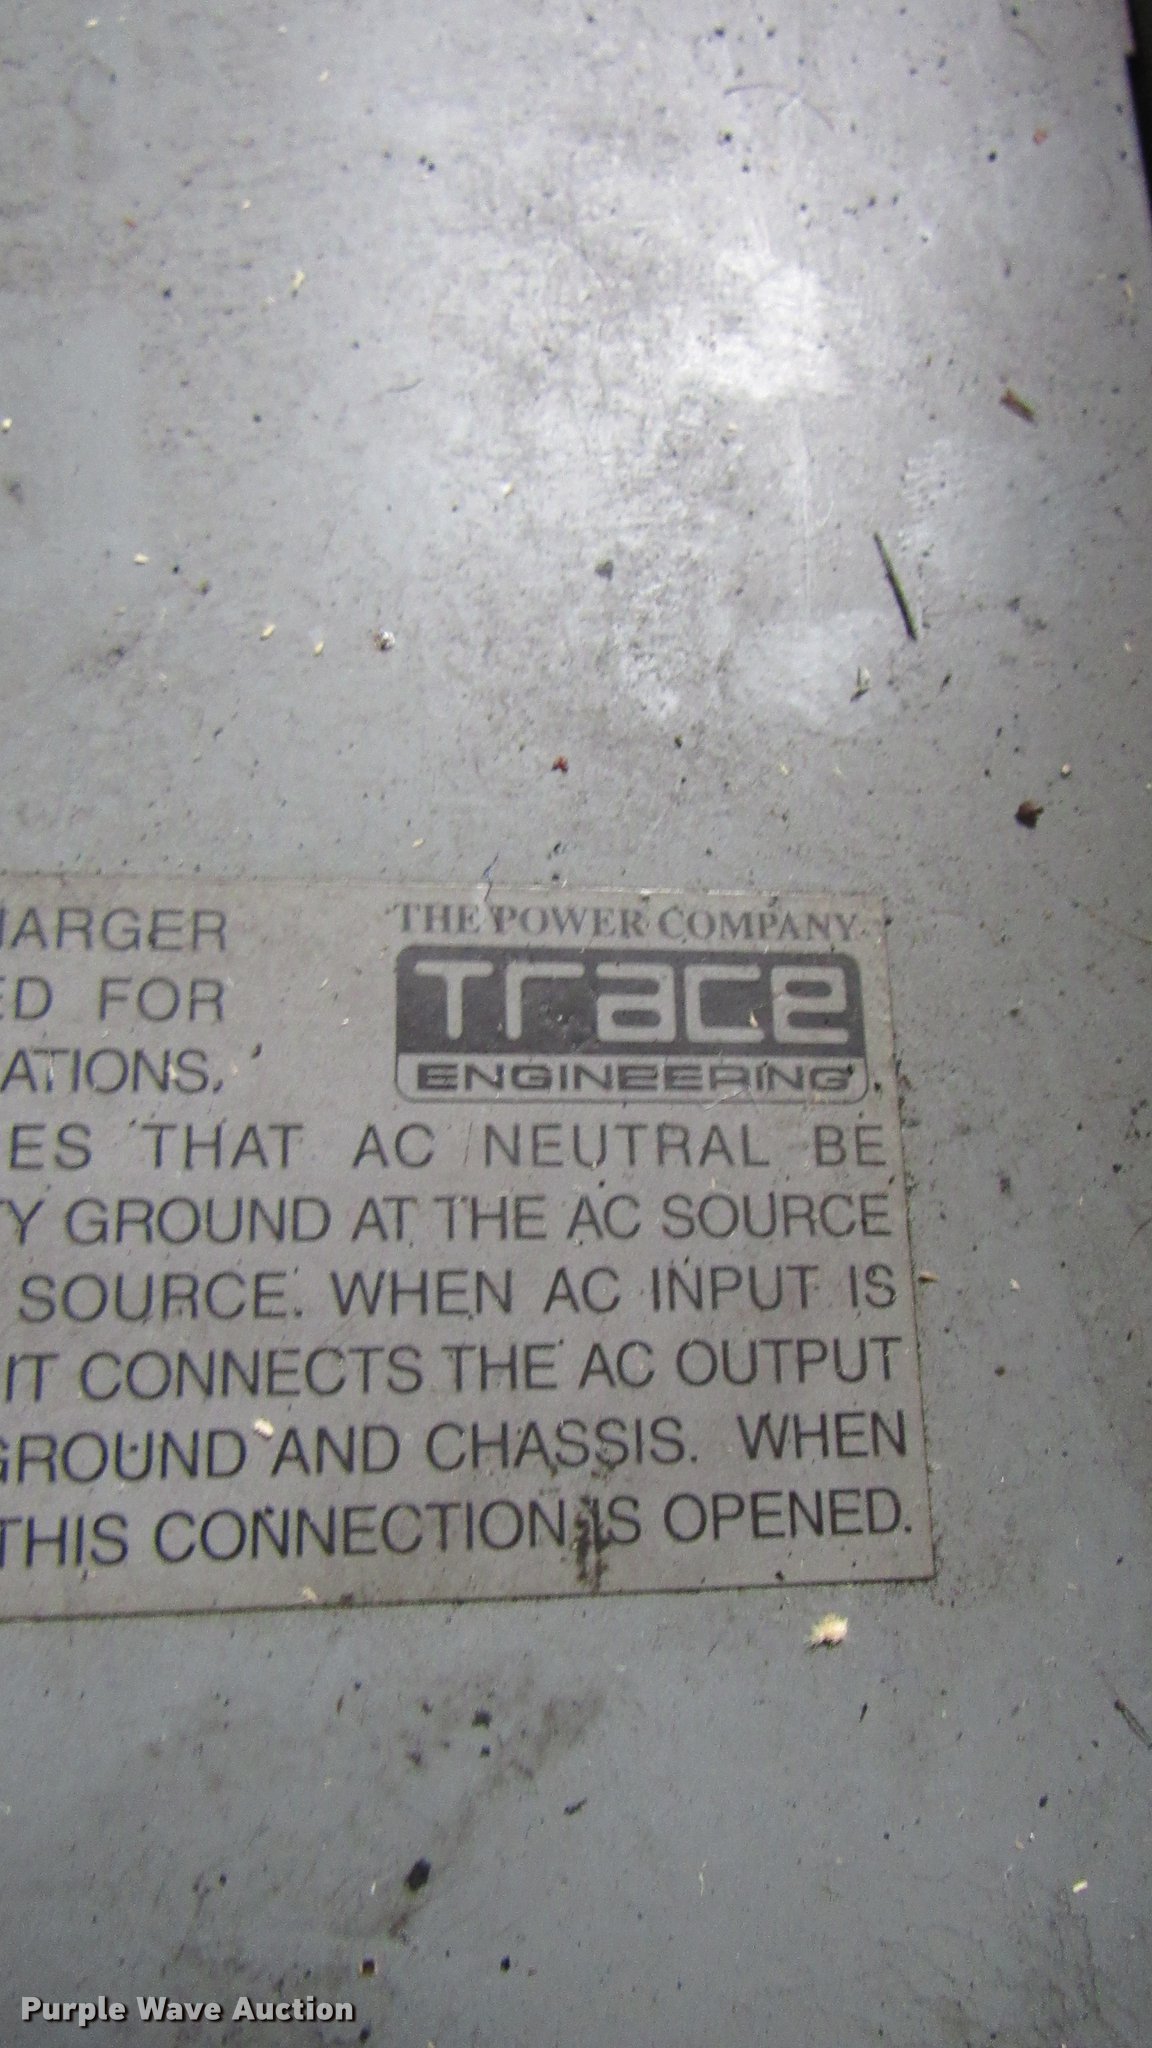 HARGER
ED FOR
ATIONS.
THE POWER COMPANY
Trace
ENGINEERING
ES THAT AC NEUTRAL BE
TY GROUND AT THE AC SOURCE
SOURCE. WHEN AC INPUT IS
IT CONNECTS THE AC OUTPUT
GROUND AND CHASSIS. WHEN
THIS CONNECTION IS OPENED.
Purple Wave Auction